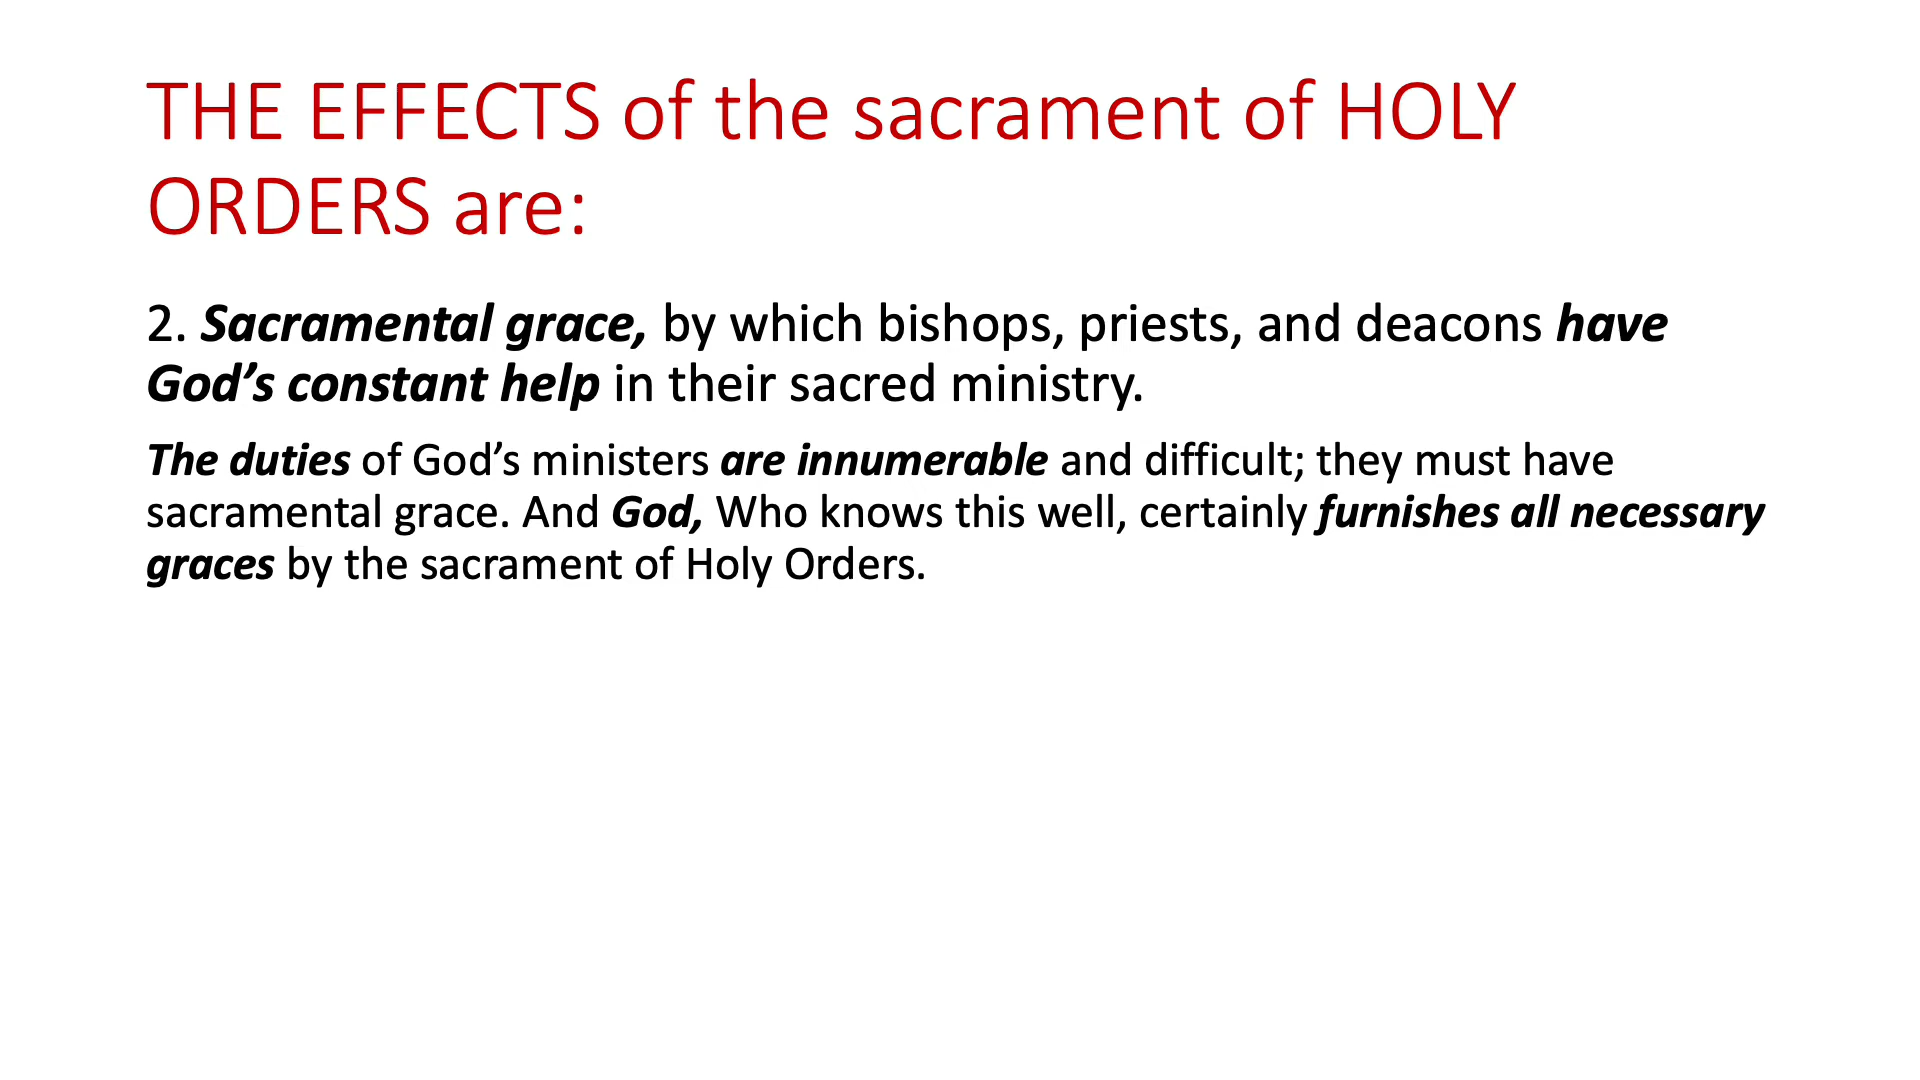 THE EFFECTS of the sacrament of HOLY
ORDERS are:
2. Sacramental grace, by which bishops, priests, and deacons have
God’s constant help in their sacred ministry.
The duties of God’s ministers are innumerable and difficult; they must have
sacramental grace. And God, Who knows this well, certainly furnishes all necessary
graces by the sacrament of Holy Orders.